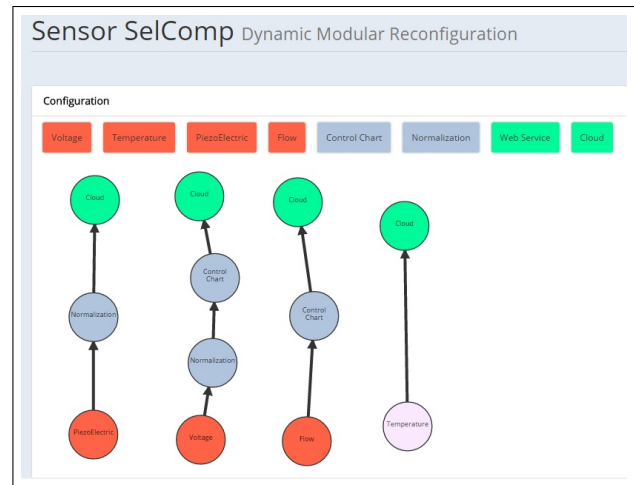 Sensor SelComp Dynamic Modular Reconfiguration
Configuration
Voltage Temperature PiezoElectric Flow Control Chart Normalization Web Service Cloud
Cloud Cloud Cloud Cloud
Control
Chart
Normalization
Control
Chart
Normalization
PiezoElectric Voltage Flow Temperature